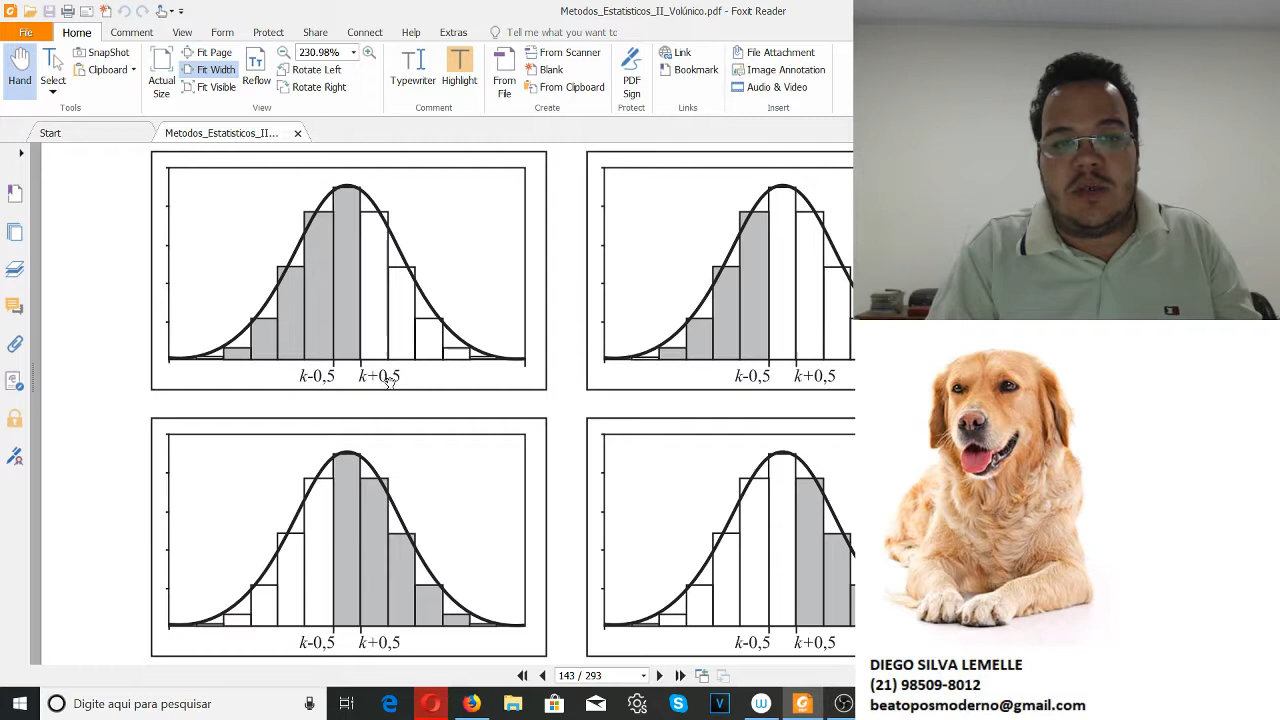 Metodos_Estatisticos_II_Volúnico.pdf - Foxit Reader
File Home Comment View Form Protect Share Connect Help Extras Tell me what you want to
Hand
Select
SnapShot
Clipboard
Tools
Actual Size
Fit Page
Fit Width
Fit Visible
Reflow
230.98%
Rotate Left
Rotate Right
View
Typewriter
Highlight
Comment
From File
From Scanner
Blank
From Clipboard
Create
PDF Sign
Protect
Link
Bookmark
Links
File Attachment
Image Annotation
Audio & Video
Insert
Start
Metodos_Estatisticos_II...
k-0,5 k+0,5
k-0,5 k+0,5
k-0,5 k+0,5
k-0,5 k+0,5
143 / 293
Digite aqui para pesquisar
DIEGO SILVA LEMELLE
(21) 98509-8012
beatoposmoderno@gmail.com